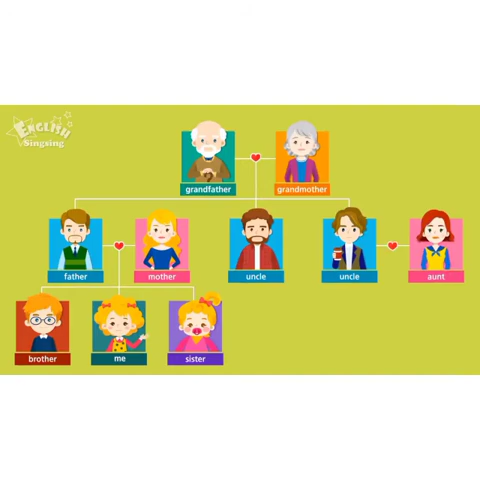 ENGLISH
Singsing
grandfather
grandmother
father
mother
uncle
uncle
aunt
brother
me
sister